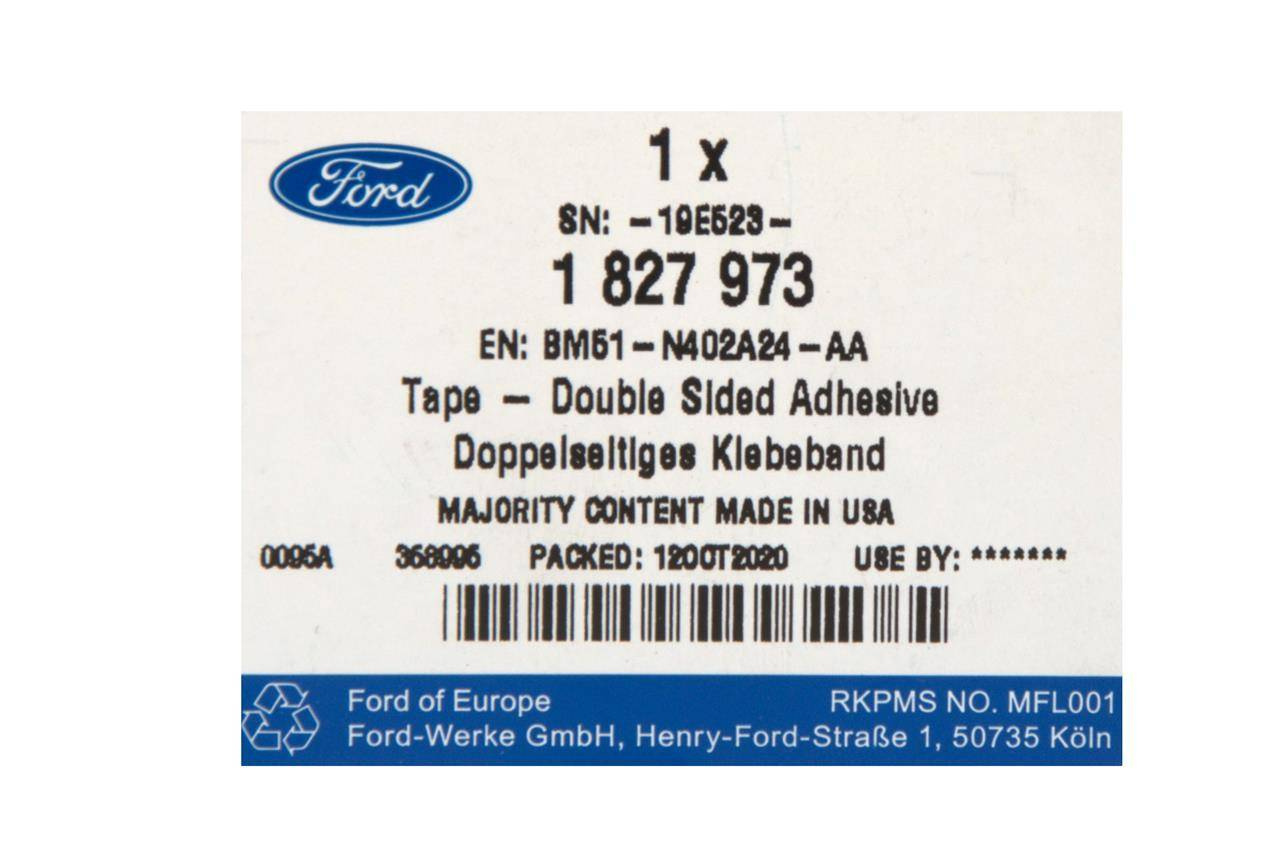 Ford
1 x
SN: -19E523-
1 827 973
EN: BM51-N402A24-AA
Tape - Double Sided Adhesive
Doppelseitiges Klebeband
MAJORITY CONTENT MADE IN USA
0095A 358995 PACKED: 12OCT2020 USE BY: *******
Ford of Europe RKPMS NO. MFL001
Ford-Werke GmbH, Henry-Ford-Straße 1, 50735 Köln